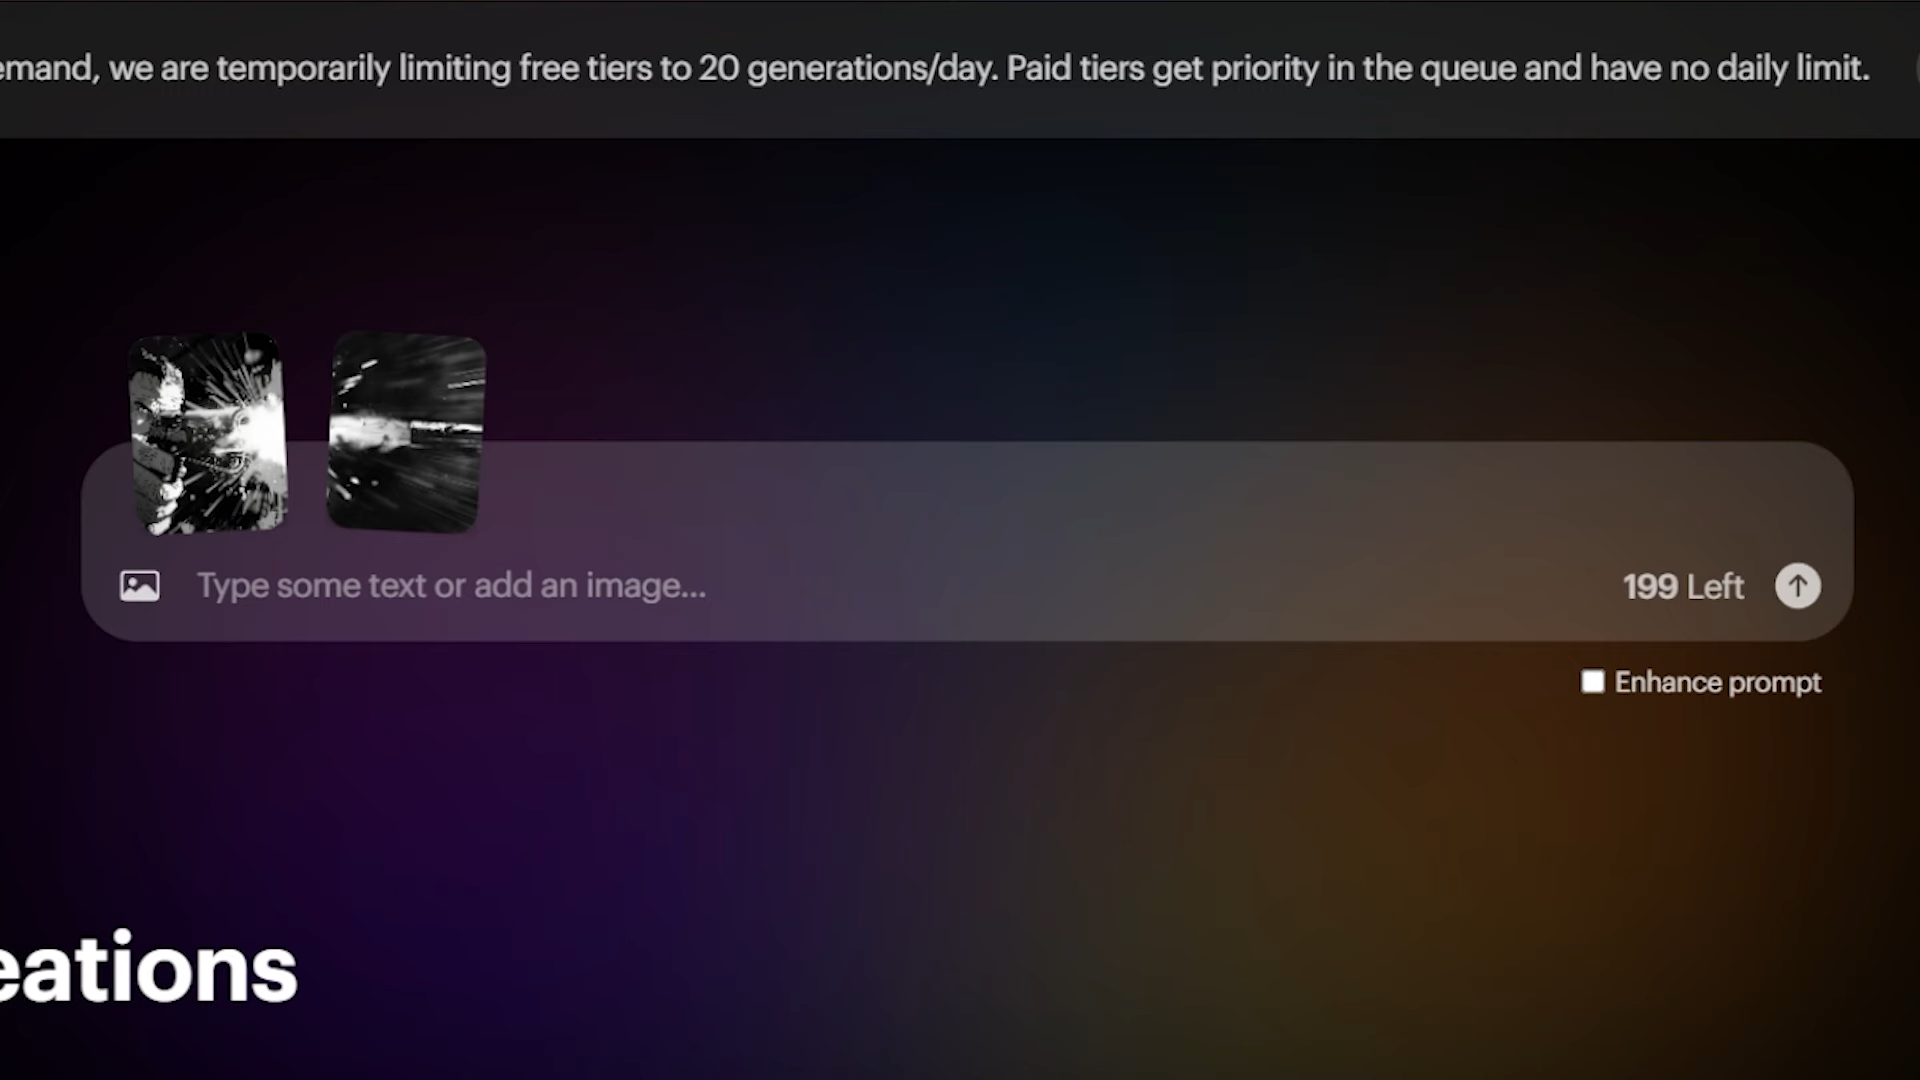 emand, we are temporarily limiting free tiers to 20 generations/day. Paid tiers get priority in the queue and have no daily limit.
Type some text or add an image...
199 Left
Enhance prompt
eations